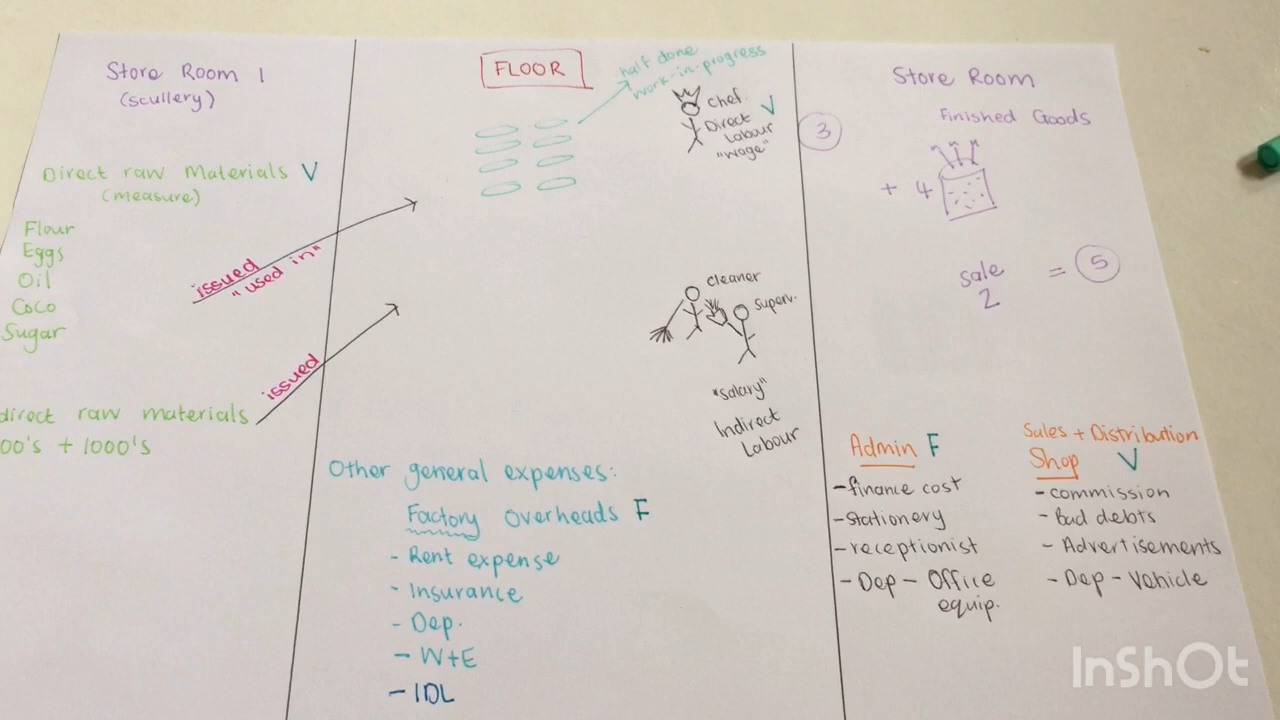 Store Room 1
(scullery)
Direct raw Materials V
(measure)
Flour
Eggs
Oil
Coco
Sugar
issued
"used in"
issued
direct raw materials
00's + 1000's
FLOOR
half done
work-in-progress
chef
Direct V
Labour
"wage"
cleaner
superv.
"salary"
Indirect
Labour
Other general expenses:
Factory overheads F
- Rent expense
- Insurance
- Dep.
- W+E
- IDL
Store Room
Finished Goods
3
+ 4
sale = 5
2
Admin F
- finance cost
- stationery
- receptionist
- Dep - Office
equip.
Sales + Distribution
Shop V
- commission
- Bad debts
- Advertisements
- Dep - Vehicle
InShOt